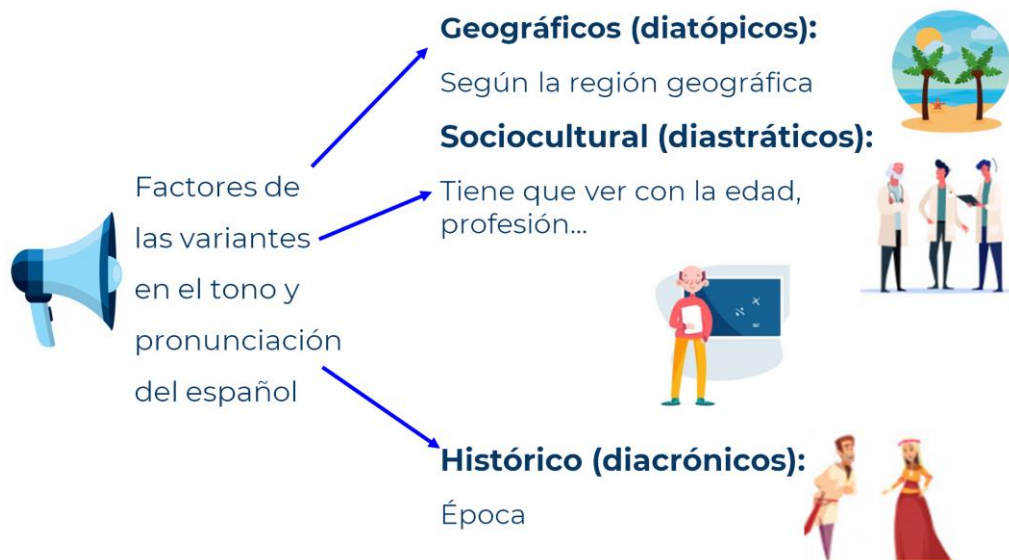 Factores de
las variantes
en el tono y
pronunciación
del español
Geográficos (diatópicos):
Según la región geográfica
Sociocultural (diastráticos):
Tiene que ver con la edad,
profesión...
Histórico (diacrónicos):
Época